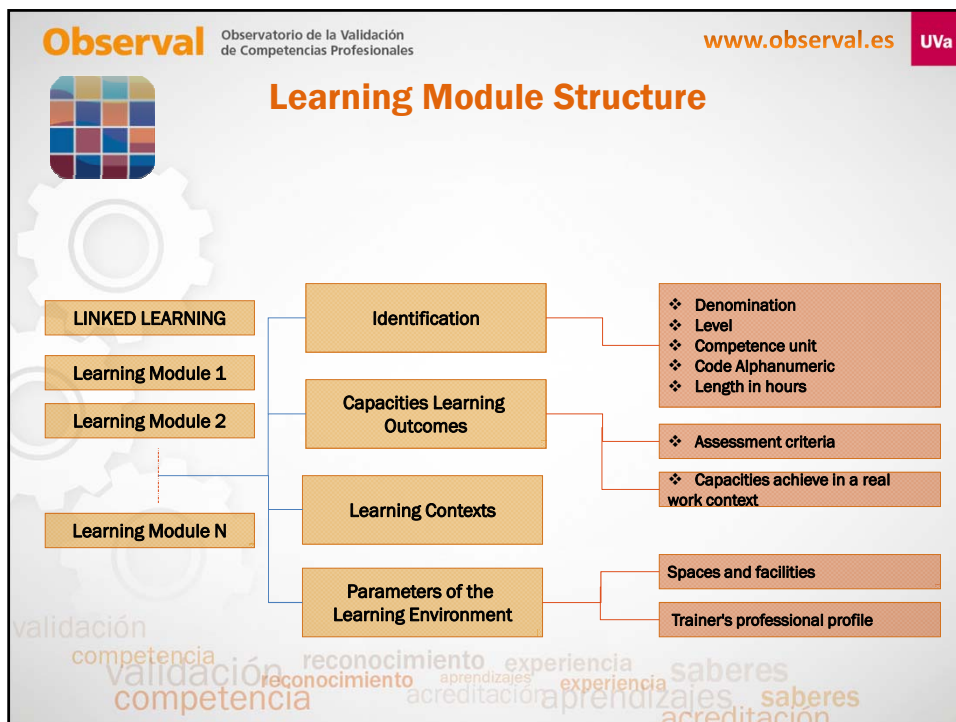 Observal
Observatorio de la Validación
de Competencias Profesionales
www.observal.es
UVa
Learning Module Structure
LINKED LEARNING
Learning Module 1
Learning Module 2
Learning Module N
Identification
Capacities Learning
Outcomes
Learning Contexts
Parameters of the
Learning Environment
❖ Denomination
❖ Level
❖ Competence unit
❖ Code Alphanumeric
❖ Length in hours
❖ Assessment criteria
❖ Capacities achieve in a real
work context
Spaces and facilities
Trainer's professional profile
validación
competencia
validación
reconocimiento
reconocimiento
competencia
aprendizajes
experiencia
acreditación
experiencia
aprendizajes
saberes
saberes
acreditación